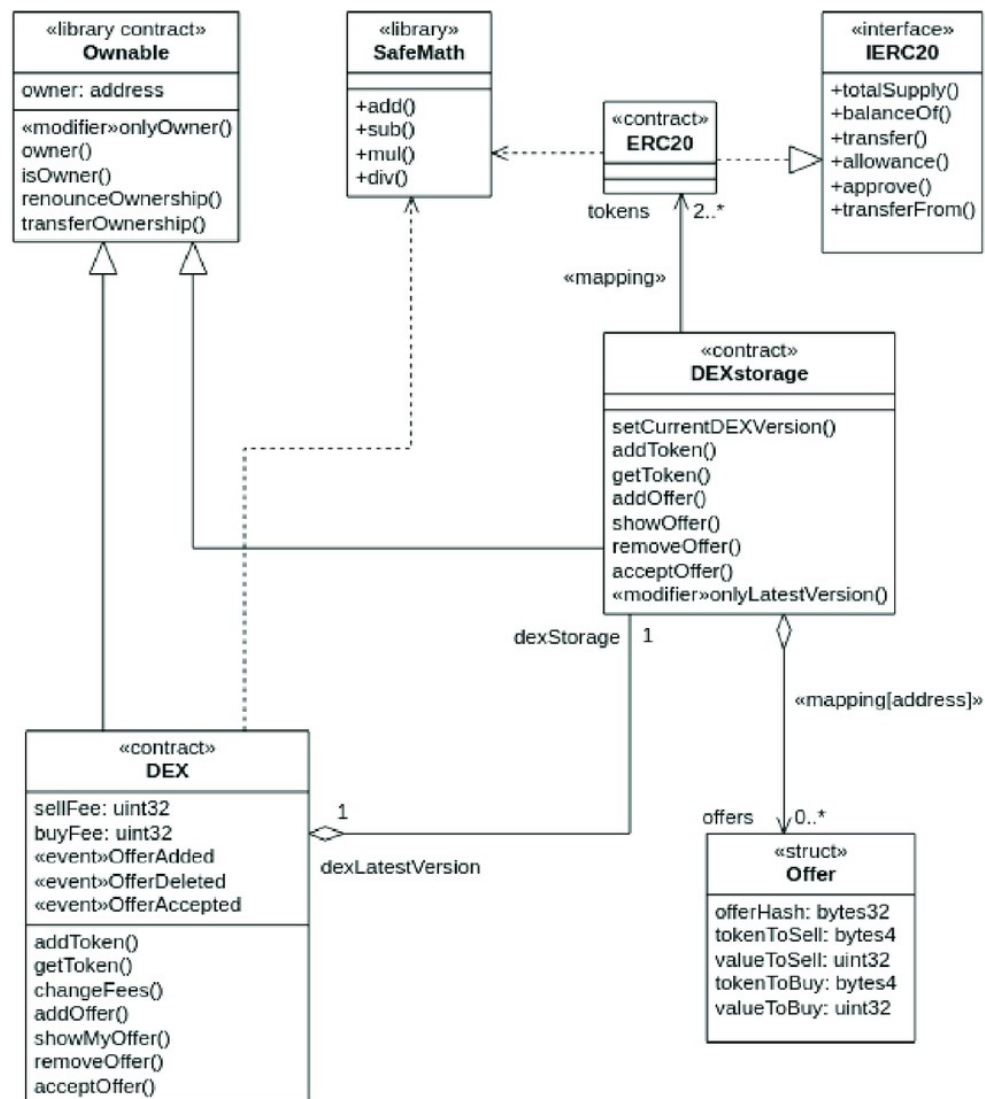 «library contract»
Ownable
owner: address
«modifier»onlyOwner()
owner()
isOwner()
renounceOwnership()
transferOwnership()
«library»
SafeMath
+add()
+sub()
+mul()
+div()
«contract»
ERC20
«interface»
IERC20
+totalSupply()
+balanceOf()
+transfer()
+allowance()
+approve()
+transferFrom()
tokens
2..*
«mapping»
«contract»
DEXstorage
setCurrentDEXVersion()
addToken()
getToken()
addOffer()
showOffer()
removeOffer()
acceptOffer()
«modifier»onlyLatestVersion()
dexStorage
1
«mapping[address]»
«contract»
DEX
sellFee: uint32
buyFee: uint32
«event»OfferAdded
«event»OfferDeleted
«event»OfferAccepted
addToken()
getToken()
changeFees()
addOffer()
showMyOffer()
removeOffer()
acceptOffer()
1
dexLatestVersion
offers
0..*
«struct»
Offer
offerHash: bytes32
tokenToSell: bytes4
valueToSell: uint32
tokenToBuy: bytes4
valueToBuy: uint32